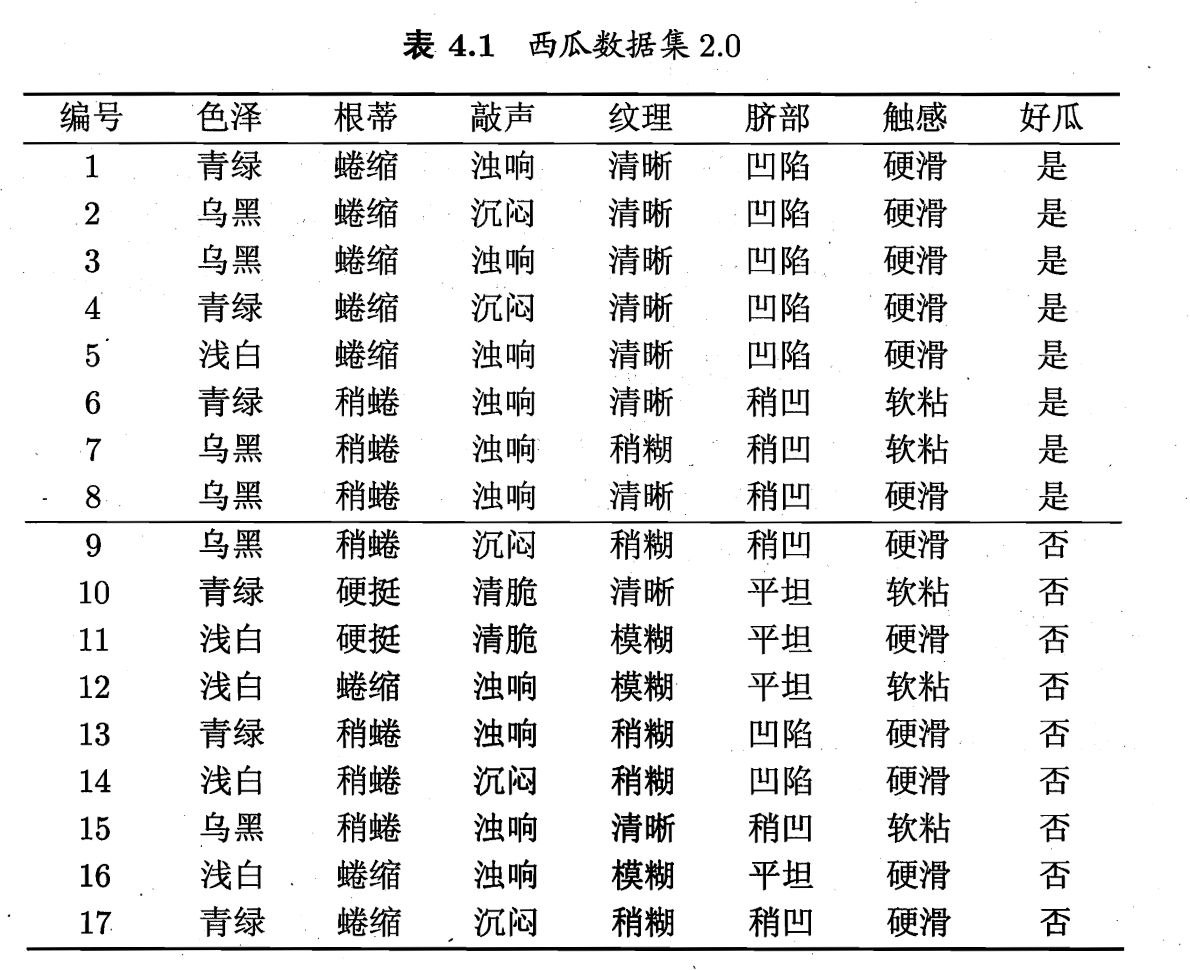 表 4.1 西瓜数据集 2.0
编号 色泽 根蒂 敲声 纹理 脐部 触感 好瓜
1 青绿 蜷缩 浊响 清晰 凹陷 硬滑 是
2 乌黑 蜷缩 沉闷 清晰 凹陷 硬滑 是
3 乌黑 蜷缩 浊响 清晰 凹陷 硬滑 是
4 青绿 蜷缩 沉闷 清晰 凹陷 硬滑 是
5 浅白 蜷缩 浊响 清晰 凹陷 硬滑 是
6 青绿 稍蜷 浊响 清晰 稍凹 软粘 是
7 乌黑 稍蜷 浊响 稍糊 稍凹 软粘 是
8 乌黑 稍蜷 浊响 清晰 稍凹 硬滑 是
9 乌黑 稍蜷 沉闷 稍糊 稍凹 硬滑 否
10 青绿 硬挺 清脆 清晰 平坦 软粘 否
11 浅白 硬挺 清脆 模糊 平坦 硬滑 否
12 浅白 蜷缩 浊响 模糊 平坦 软粘 否
13 青绿 稍蜷 浊响 稍糊 凹陷 硬滑 否
14 浅白 稍蜷 沉闷 稍糊 凹陷 硬滑 否
15 乌黑 稍蜷 浊响 清晰 稍凹 软粘 否
16 浅白 蜷缩 浊响 模糊 平坦 硬滑 否
17 青绿 蜷缩 沉闷 稍糊 稍凹 硬滑 否